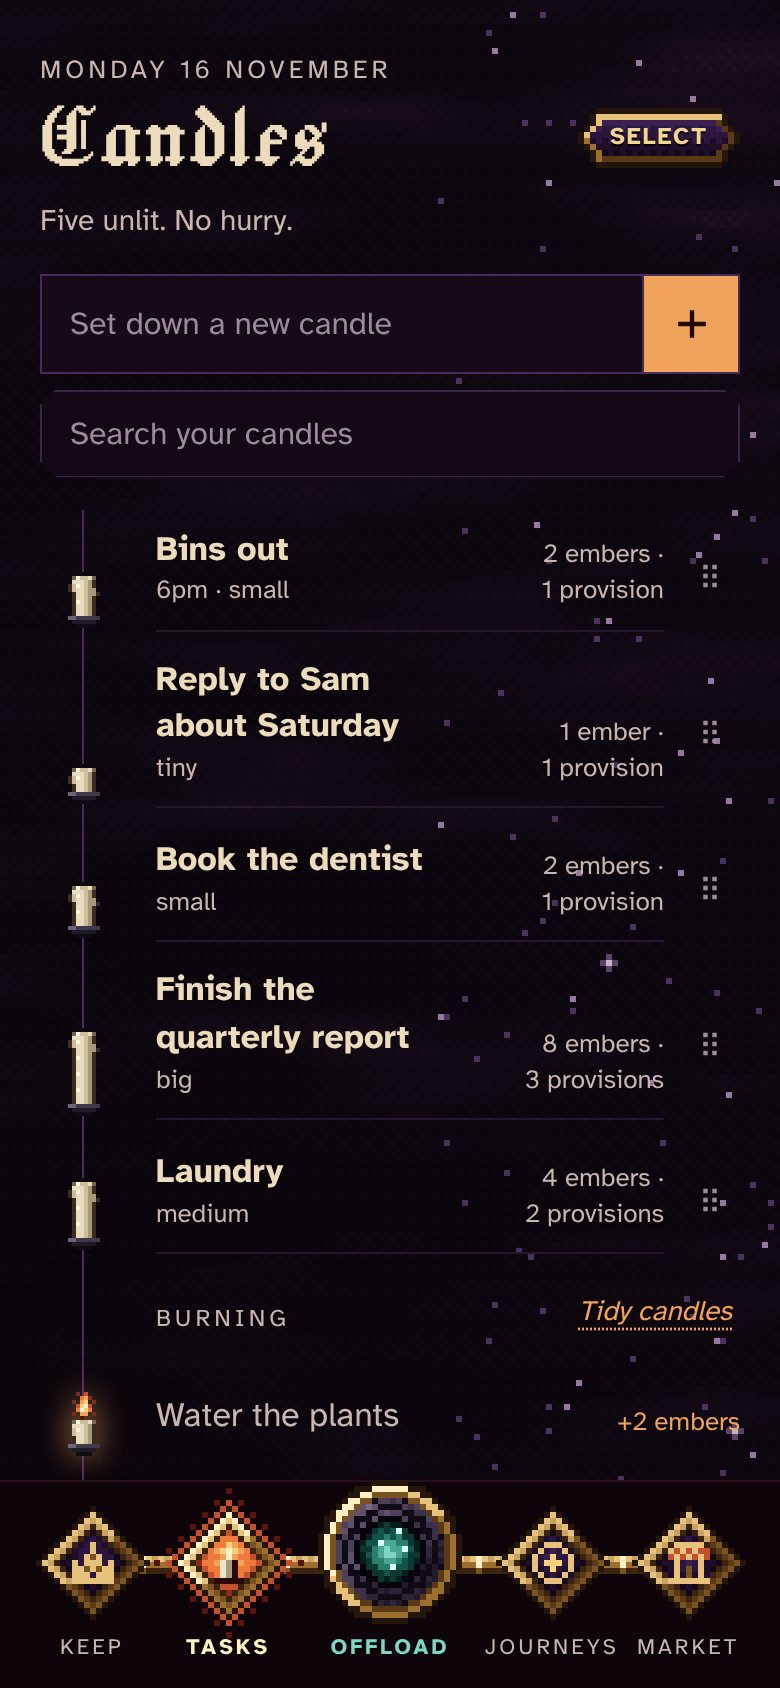 MONDAY 16 NOVEMBER
Candles
SELECT
Five unlit. No hurry.
Set down a new candle
+
Search your candles
Bins out
6pm · small
2 embers ·
1 provision
Reply to Sam
about Saturday
tiny
1 ember ·
1 provision
Book the dentist
small
2 embers ·
1 provision
Finish the
quarterly report
big
8 embers ·
3 provisions
Laundry
medium
4 embers ·
2 provisions
BURNING
Tidy candles
Water the plants
+2 embers
KEEP
TASKS
OFFLOAD
JOURNEYS
MARKET